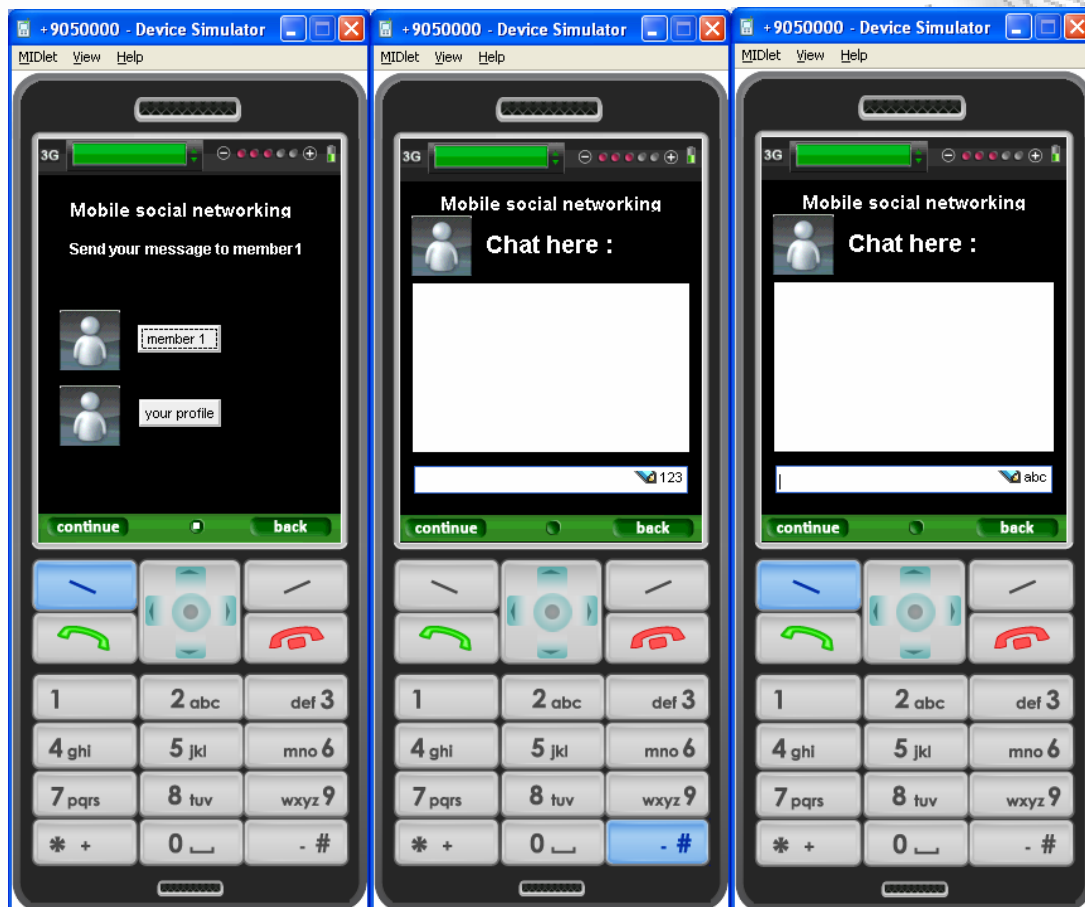 +9050000 - Device Simulator
MIDlet View Help
3G
Mobile social networking
Send your message to member1
member 1
your profile
continue back
1 2 abc def 3
4 ghi 5 jkl mno 6
7 pqrs 8 tuv wxyz 9
* + 0 - #
+9050000 - Device Simulator
MIDlet View Help
3G
Mobile social networking
Chat here :
123
continue back
1 2 abc def 3
4 ghi 5 jkl mno 6
7 pqrs 8 tuv wxyz 9
* + 0 - #
+9050000 - Device Simulator
MIDlet View Help
3G
Mobile social networking
Chat here :
abc
continue back
1 2 abc def 3
4 ghi 5 jkl mno 6
7 pqrs 8 tuv wxyz 9
* + 0 - #